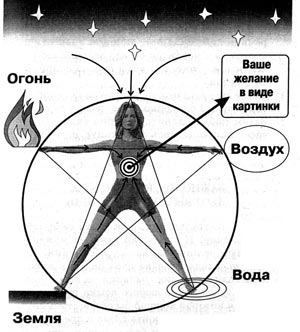 Огонь
Ваше
желание
в виде
картинки
Воздух
Вода
Земля